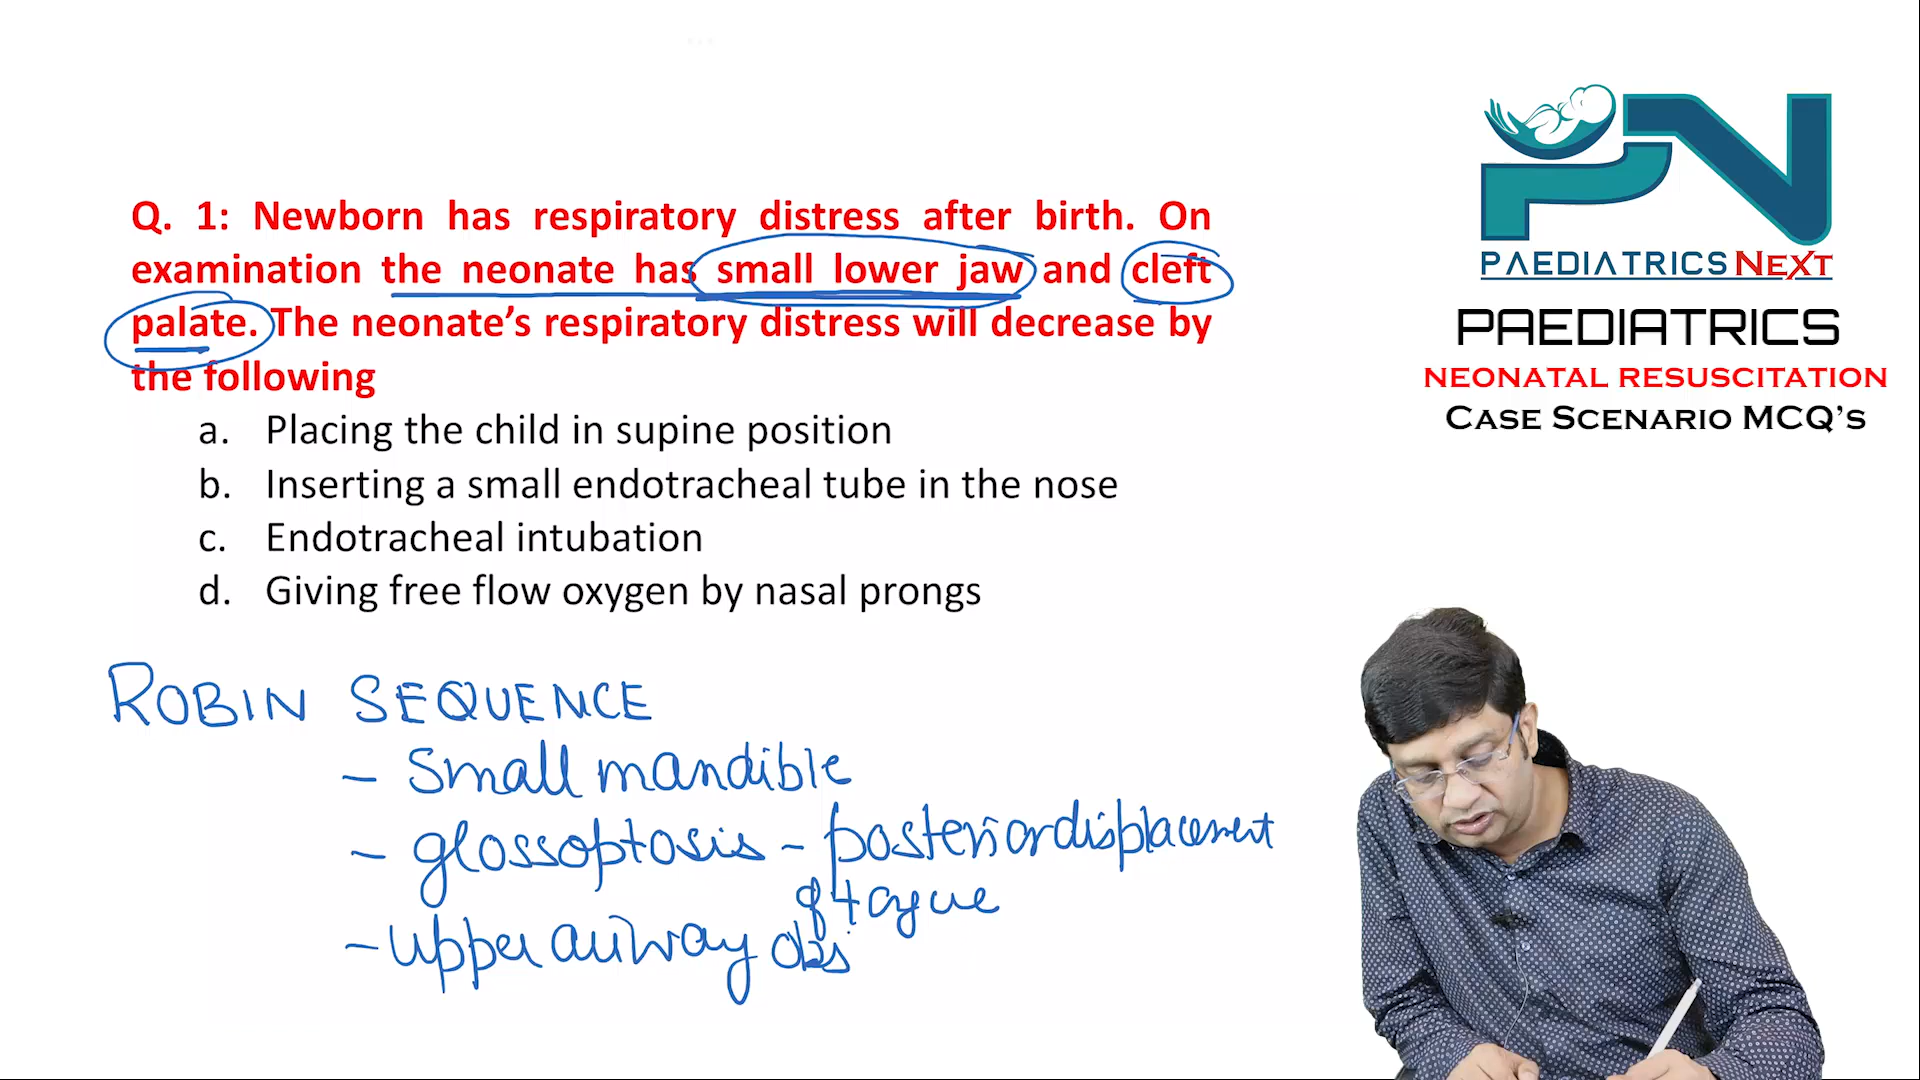 Q. 1: Newborn has respiratory distress after birth. On
examination the neonate has small lower jaw and cleft
palate. The neonate's respiratory distress will decrease by
the following
a. Placing the child in supine position
b. Inserting a small endotracheal tube in the nose
c. Endotracheal intubation
d. Giving free flow oxygen by nasal prongs
ROBIN SEQUENCE
- Small mandible
- glossoptosis - posterior displacement
of tongue
- upper airway obs
PN
PAEDIATRICS NEXT
PAEDIATRICS
NEONATAL RESUSCITATION
CASE SCENARIO MCQ'S